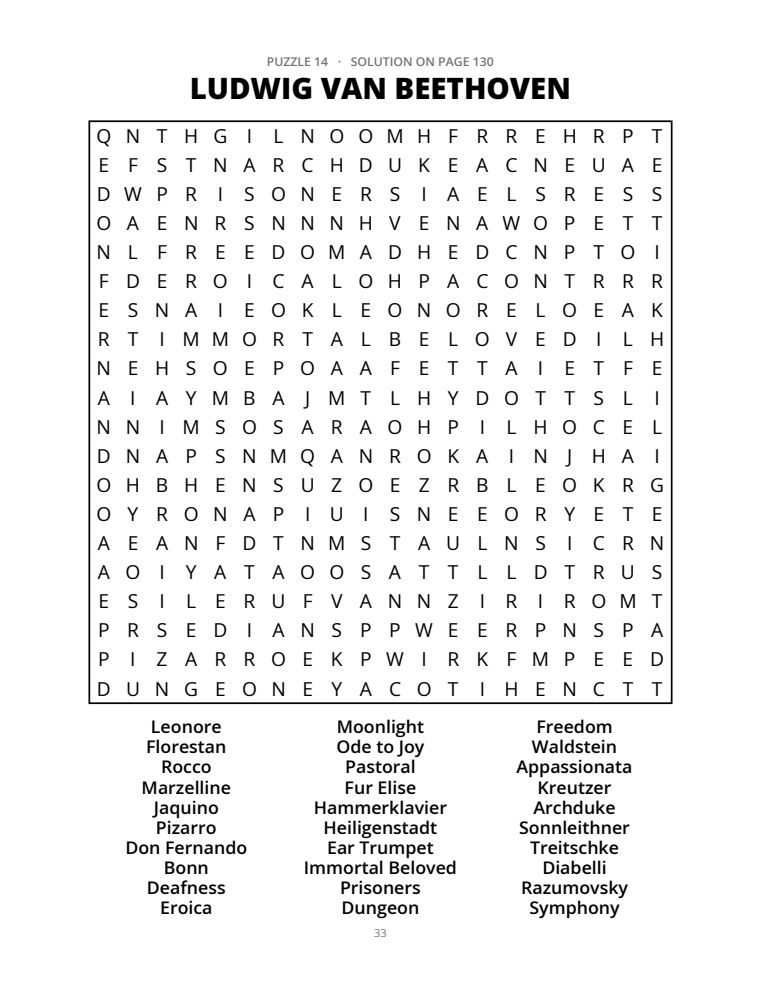 PUZZLE 14 · SOLUTION ON PAGE 130
LUDWIG VAN BEETHOVEN
Q N T H G I L N O O M H F R R E H R P T
E F S T N A R C H D U K E A C N E U A E
D W P R I S O N E R S I A E L S R E S S
O A E N R S N N N H V E N A W O P E T T
N L F R E E D O M A D H E D C N P T O I
F D E R O I C A L O H P A C O N T R R R
E S N A I E O K L E O N O R E L O E A K
R T I M M O R T A L B E L O V E D I L H
N E H S O E P O A A F E T T A I E T F E
A I A Y M B A J M T L H Y D O T T S L I
N N I M S O S A R A O H P I L H O C E L
D N A P S N M Q A N R O K A I N J H A I
O H B H E N S U Z O E Z R B L E O K R G
O Y R O N A P I U I S N E E O R Y E T E
A E A N F D T N M S T A U L N S I C R N
A O I Y A T A O O S A T T L L D T R U S
E S I L E R U F V A N N Z I R I R O M T
P R S E D I A N S P P W E E R P N S P A
P I Z A R R O E K P W I R K F M P E E D
D U N G E O N E Y A C O T I H E N C T T
Leonore Moonlight Freedom
Florestan Ode to Joy Waldstein
Rocco Pastoral Appassionata
Marzelline Fur Elise Kreutzer
Jaquino Hammerklavier Archduke
Pizarro Heiligenstadt Sonnleithner
Don Fernando Ear Trumpet Treitschke
Bonn Immortal Beloved Diabelli
Deafness Prisoners Razumovsky
Eroica Dungeon Symphony
33